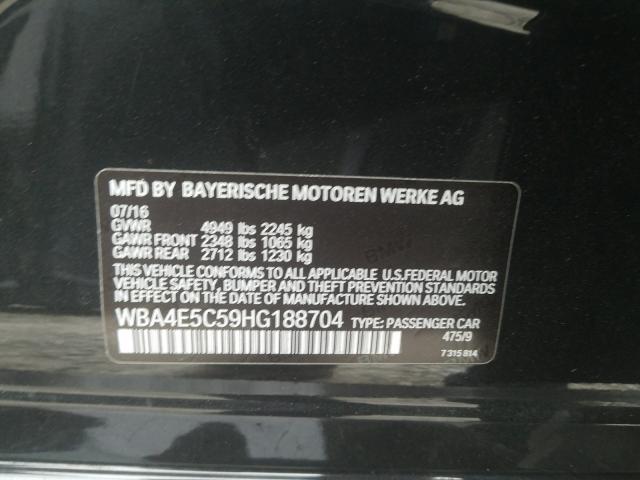 MFD BY BAYERISCHE MOTOREN WERKE AG
07/16
GVWR 4949 lbs 2245 kg
GAWR FRONT 2348 lbs 1065 kg
GAWR REAR 2712 lbs 1230 kg
BMW
THIS VEHICLE CONFORMS TO ALL APPLICABLE U.S.FEDERAL MOTOR
VEHICLE SAFETY, BUMPER AND THEFT PREVENTION STANDARDS
IN EFFECT ON THE DATE OF MANUFACTURE SHOWN ABOVE.
WBA4E5C59HG188704 TYPE: PASSENGER CAR
475/9
7 315 814